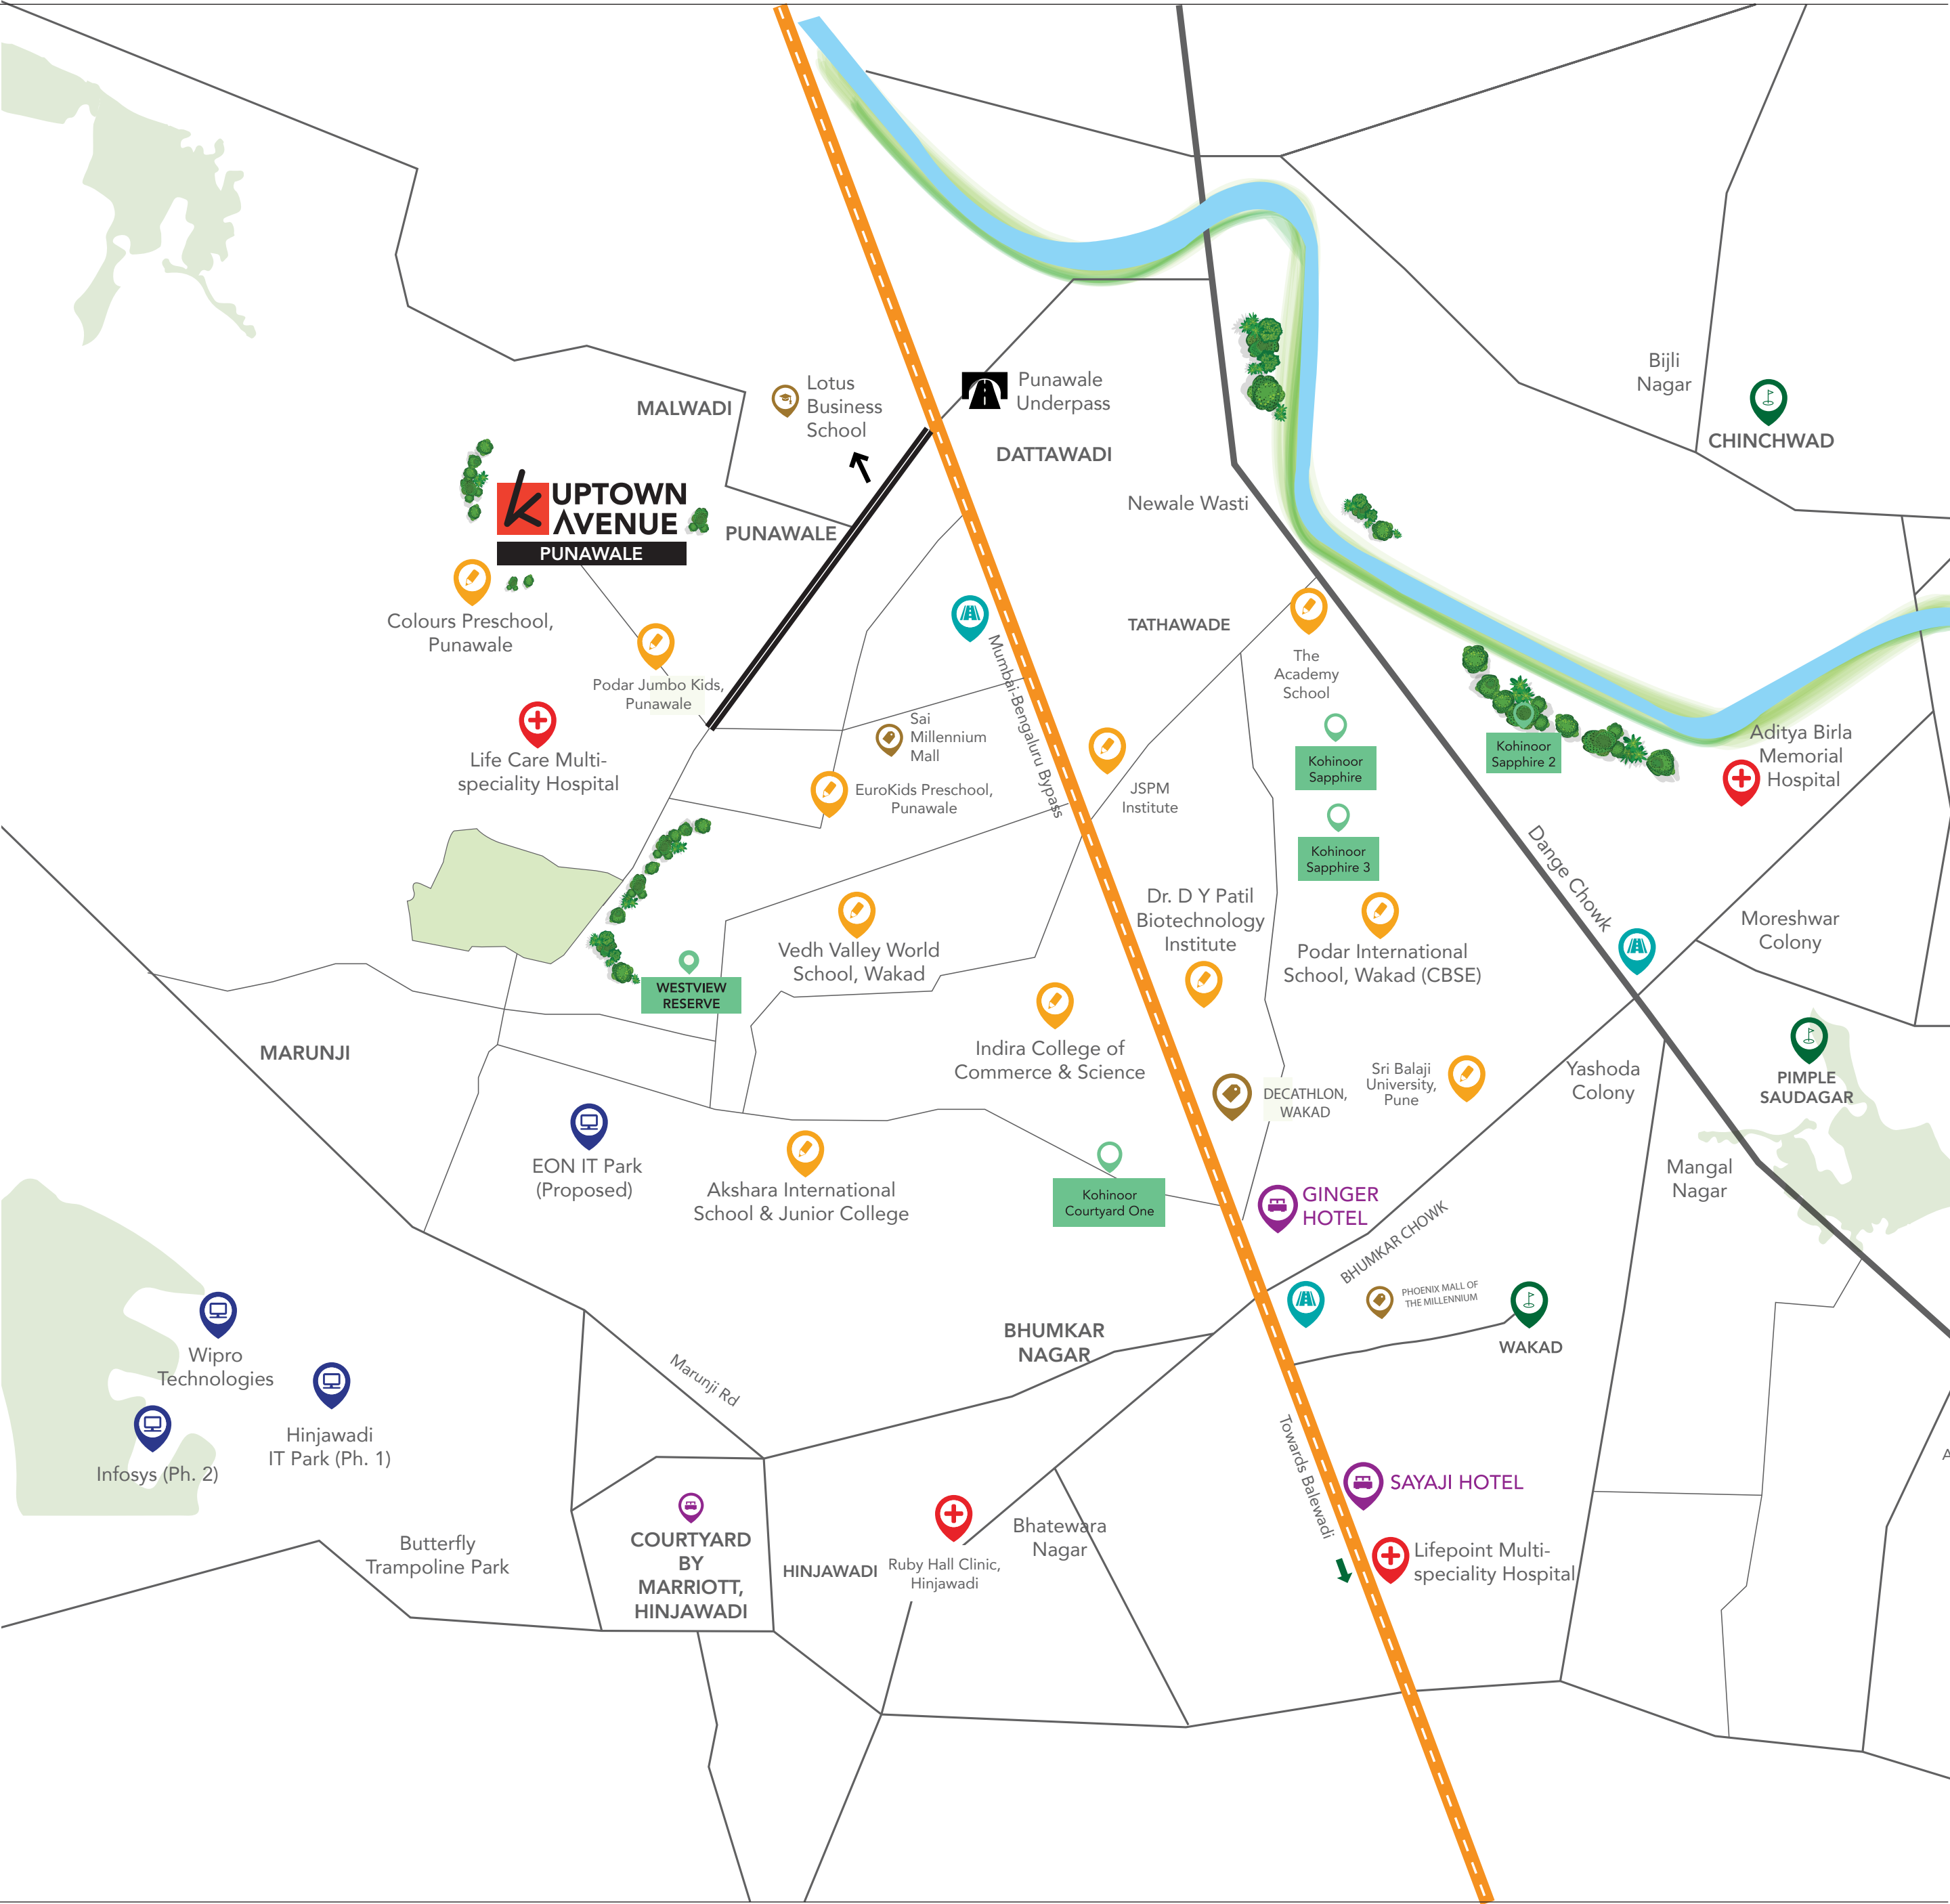 Bijli
Nagar
CHINCHWAD
Lotus
Business
School
Punawale
Underpass
MALWADI
DATTAWADI
Newale Wasti
k UPTOWN
AVENUE
PUNAWALE
PUNAWALE
Colours Preschool,
Punawale
TATHAWADE
The
Academy
School
Podar Jumbo Kids,
Punawale
Mumbai-Bengaluru Bypass
Life Care Multi-
speciality Hospital
Sai
Millennium
Mall
EuroKids Preschool,
Punawale
JSPM
Institute
Kohinoor
Sapphire
Kohinoor
Sapphire 2
Aditya Birla
Memorial
Hospital
Kohinoor
Sapphire 3
Dange Chowk
Dr. D Y Patil
Biotechnology
Institute
Podar International
School, Wakad (CBSE)
Moreshwar
Colony
Vedh Valley World
School, Wakad
WESTVIEW
RESERVE
MARUNJI
Indira College of
Commerce & Science
DECATHLON,
WAKAD
Sri Balaji
University,
Pune
Yashoda
Colony
PIMPLE
SAUDAGAR
EON IT Park
(Proposed)
Akshara International
School & Junior College
Kohinoor
Courtyard One
GINGER
HOTEL
Mangal
Nagar
BHUMKAR CHOWK
PHOENIX MALL OF
THE MILLENNIUM
WAKAD
BHUMKAR
NAGAR
Wipro
Technologies
Marunji Rd
Hinjawadi
IT Park (Ph. 1)
Infosys (Ph. 2)
Towards Balewadi
SAYAJI HOTEL
Butterfly
Trampoline Park
COURTYARD
BY
MARRIOTT,
HINJAWADI
HINJAWADI
Ruby Hall Clinic,
Hinjawadi
Bhatewara
Nagar
Lifepoint Multi-
speciality Hospital